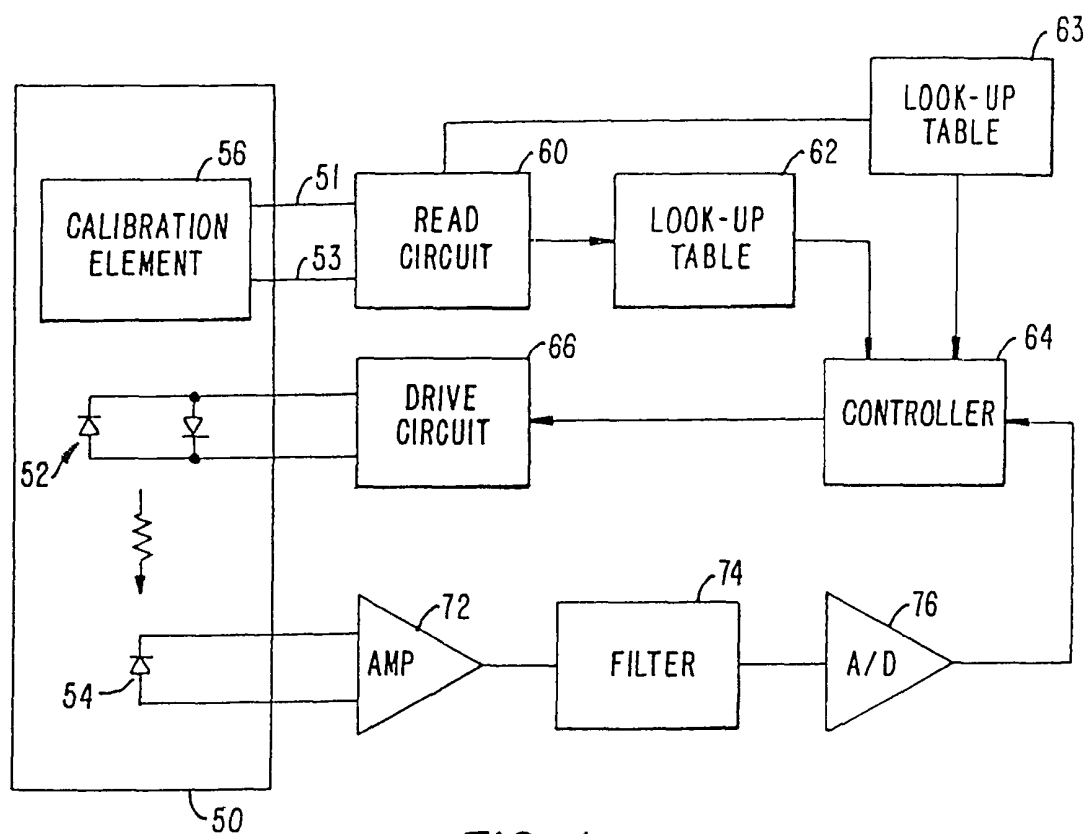 63
LOOK-UP
TABLE
56
CALIBRATION
ELEMENT
51
53
60
READ
CIRCUIT
62
LOOK-UP
TABLE
66
DRIVE
CIRCUIT
64
CONTROLLER
52
54
72
AMP
74
FILTER
76
A/D
50